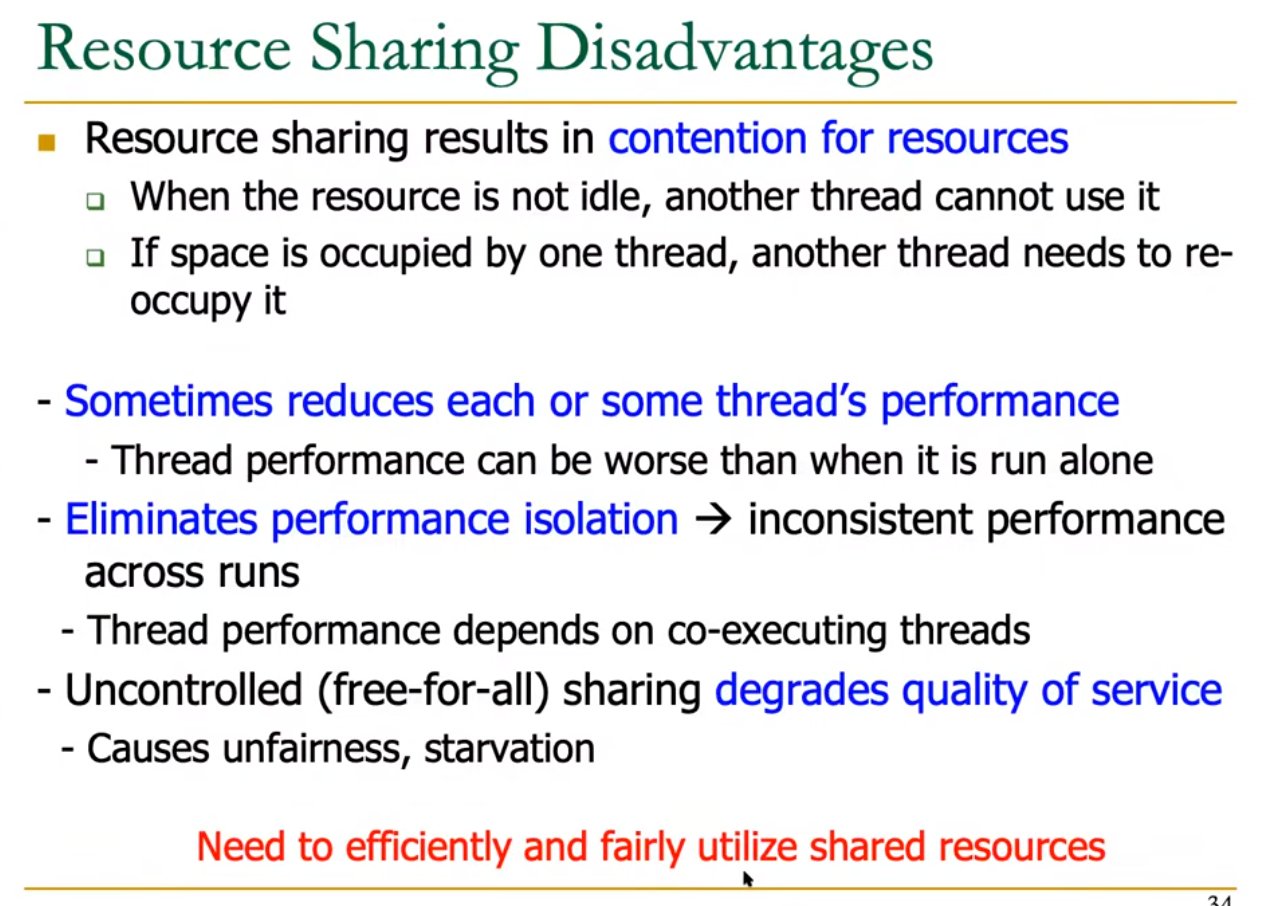 Resource Sharing Disadvantages
Resource sharing results in contention for resources
When the resource is not idle, another thread cannot use it
If space is occupied by one thread, another thread needs to re-
occupy it
- Sometimes reduces each or some thread’s performance
- Thread performance can be worse than when it is run alone
- Eliminates performance isolation → inconsistent performance
across runs
- Thread performance depends on co-executing threads
- Uncontrolled (free-for-all) sharing degrades quality of service
- Causes unfairness, starvation
Need to efficiently and fairly utilize shared resources
34